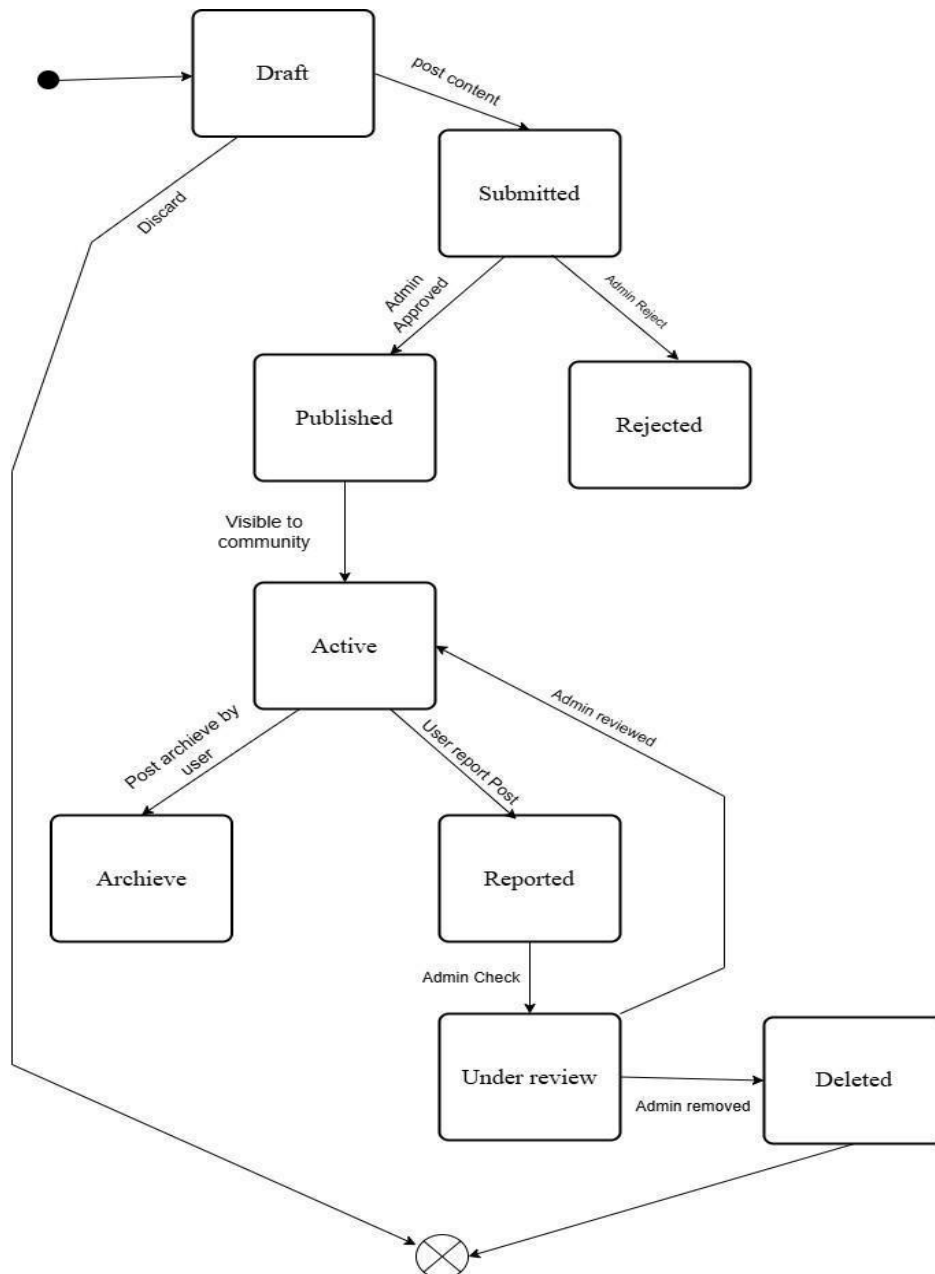 Draft
post content
Discard
Submitted
Admin
Approved
Admin Reject
Published
Rejected
Visible to
community
Active
Admin reviewed
Post archieve by
user
User report Post
Archieve
Reported
Admin Check
Under review
Deleted
Admin removed